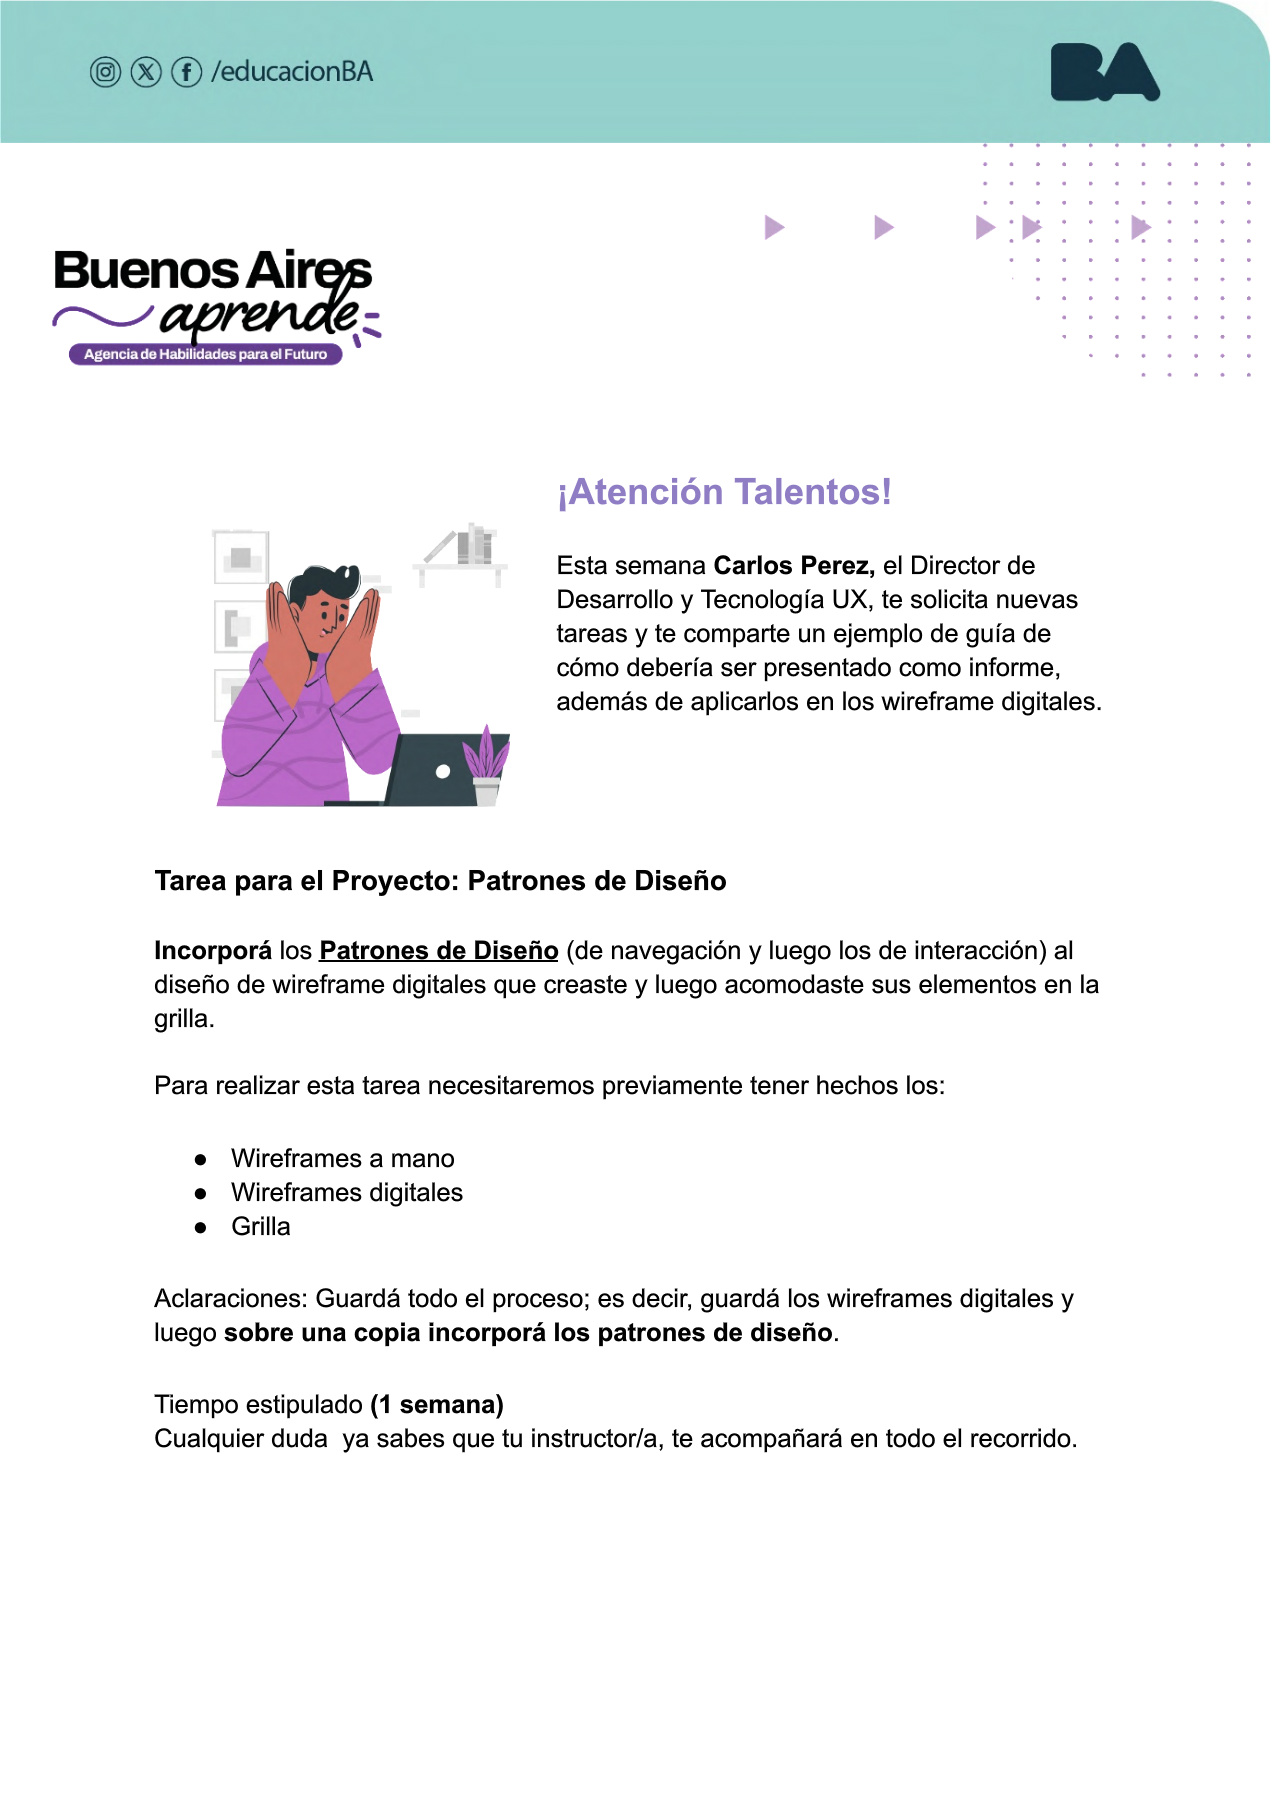 /educacionBA
BA
Buenos Aires
aprende
Agencia de Habilidades para el Futuro
¡Atención Talentos!
Esta semana Carlos Perez, el Director de
Desarrollo y Tecnología UX, te solicita nuevas
tareas y te comparte un ejemplo de guía de
cómo debería ser presentado como informe,
además de aplicarlos en los wireframe digitales.
Tarea para el Proyecto: Patrones de Diseño
Incorporá los Patrones de Diseño (de navegación y luego los de interacción) al
diseño de wireframe digitales que creaste y luego acomodaste sus elementos en la
grilla.
Para realizar esta tarea necesitaremos previamente tener hechos los:
● Wireframes a mano
● Wireframes digitales
● Grilla
Aclaraciones: Guardá todo el proceso; es decir, guardá los wireframes digitales y
luego sobre una copia incorporá los patrones de diseño.
Tiempo estipulado (1 semana)
Cualquier duda  ya sabes que tu instructor/a, te acompañará en todo el recorrido.